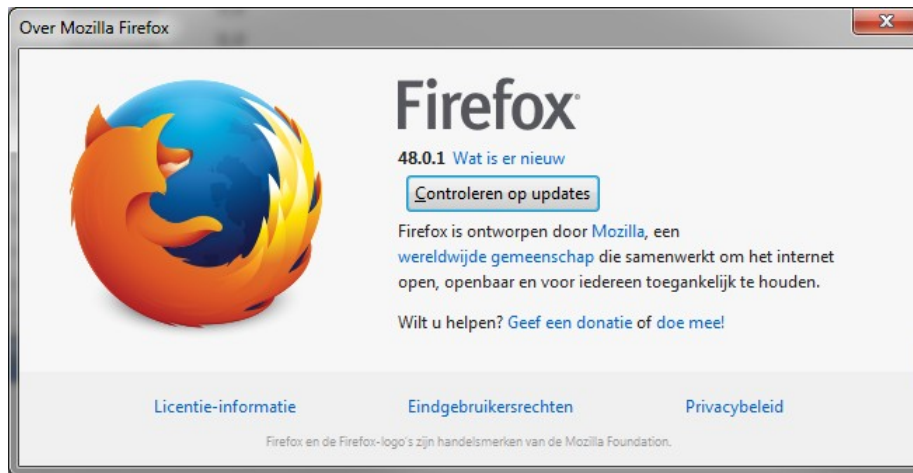 Over Mozilla Firefox
Firefox®
48.0.1 Wat is er nieuw
Controleren op updates
Firefox is ontworpen door Mozilla, een
wereldwijde gemeenschap die samenwerkt om het internet
open, openbaar en voor iedereen toegankelijk te houden.
Wilt u helpen? Geef een donatie of doe mee!
Licentie-informatie Eindgebruikersrechten Privacybeleid
Firefox en de Firefox-logo's zijn handelsmerken van de Mozilla Foundation.